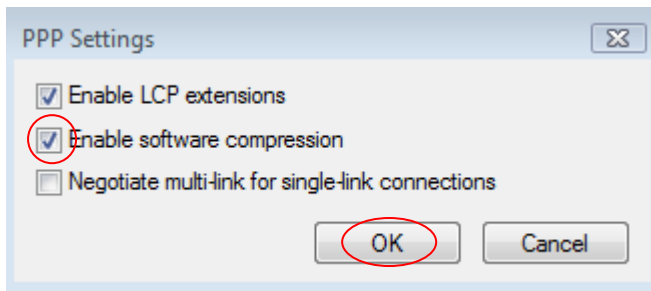 PPP Settings
Enable LCP extensions
Enable software compression
Negotiate multi-link for single-link connections
OK Cancel